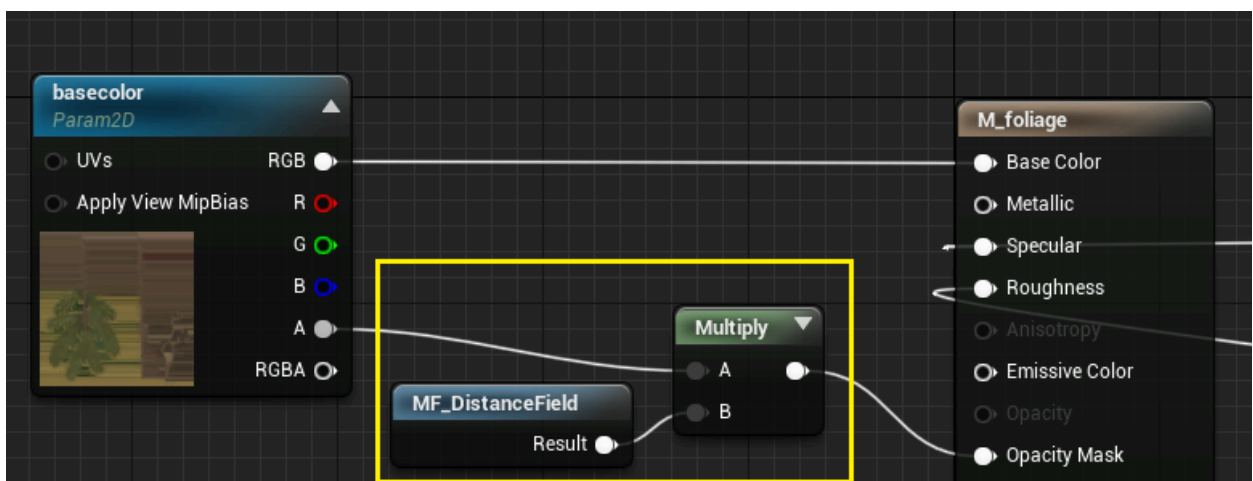 basecolor
Param2D
UVs
RGB
Apply View MipBias
R
G
B
A
RGBA
MF_DistanceField
Result
Multiply
A
B
M_foliage
Base Color
Metallic
Specular
Roughness
Anisotropy
Emissive Color
Opacity
Opacity Mask